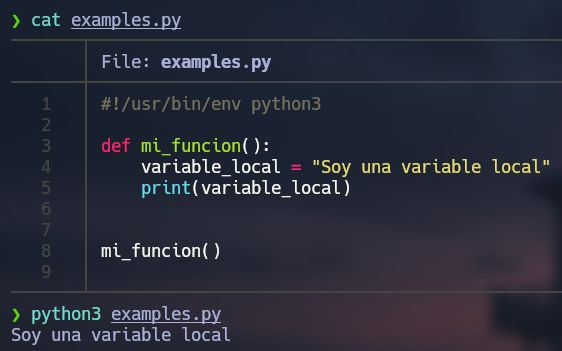 ❯ cat examples.py
File: examples.py
1 #!/usr/bin/env python3
2
3 def mi_funcion():
4     variable_local = "Soy una variable local"
5     print(variable_local)
6
7
8 mi_funcion()
9
❯ python3 examples.py
Soy una variable local